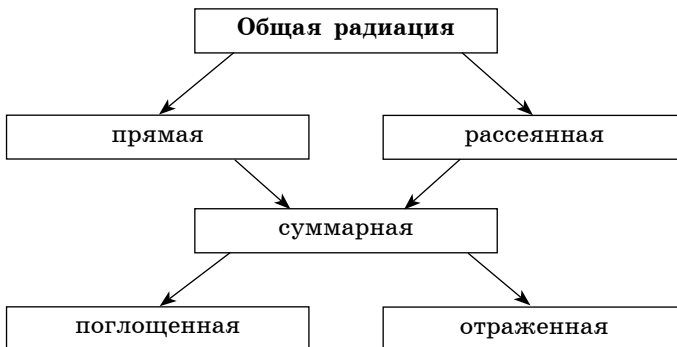 Общая радиация
прямая
рассеянная
суммарная
поглощенная
отраженная